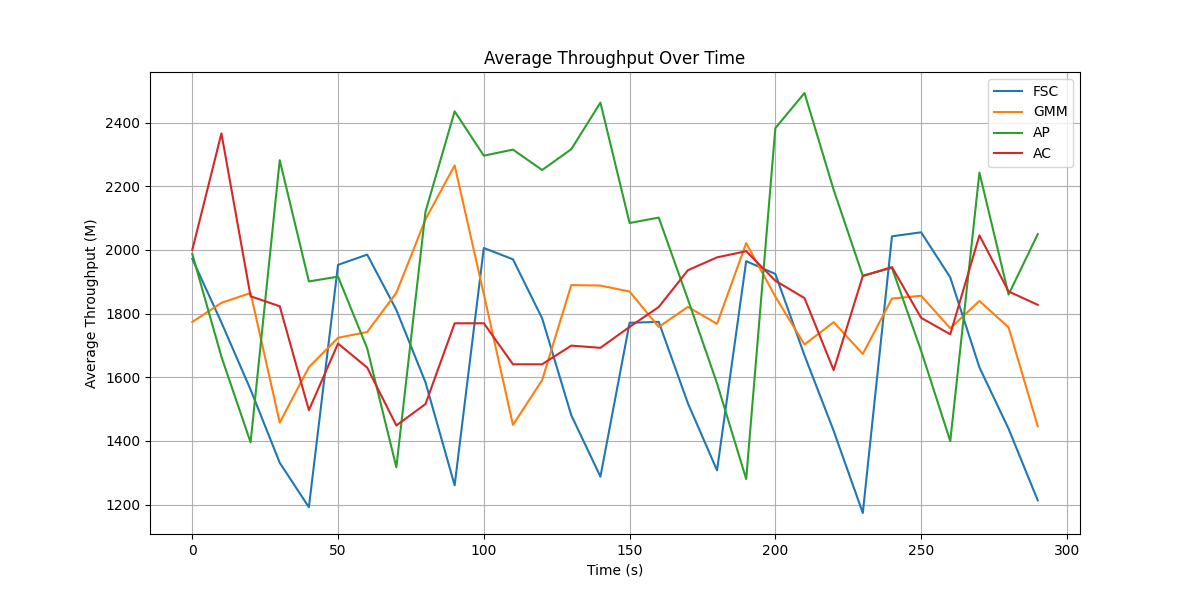 Average Throughput Over Time
Average Throughput (M)
2400
2200
2000
1800
1600
1400
1200
0 50 100 150 200 250 300
Time (s)
FSC
GMM
AP
AC